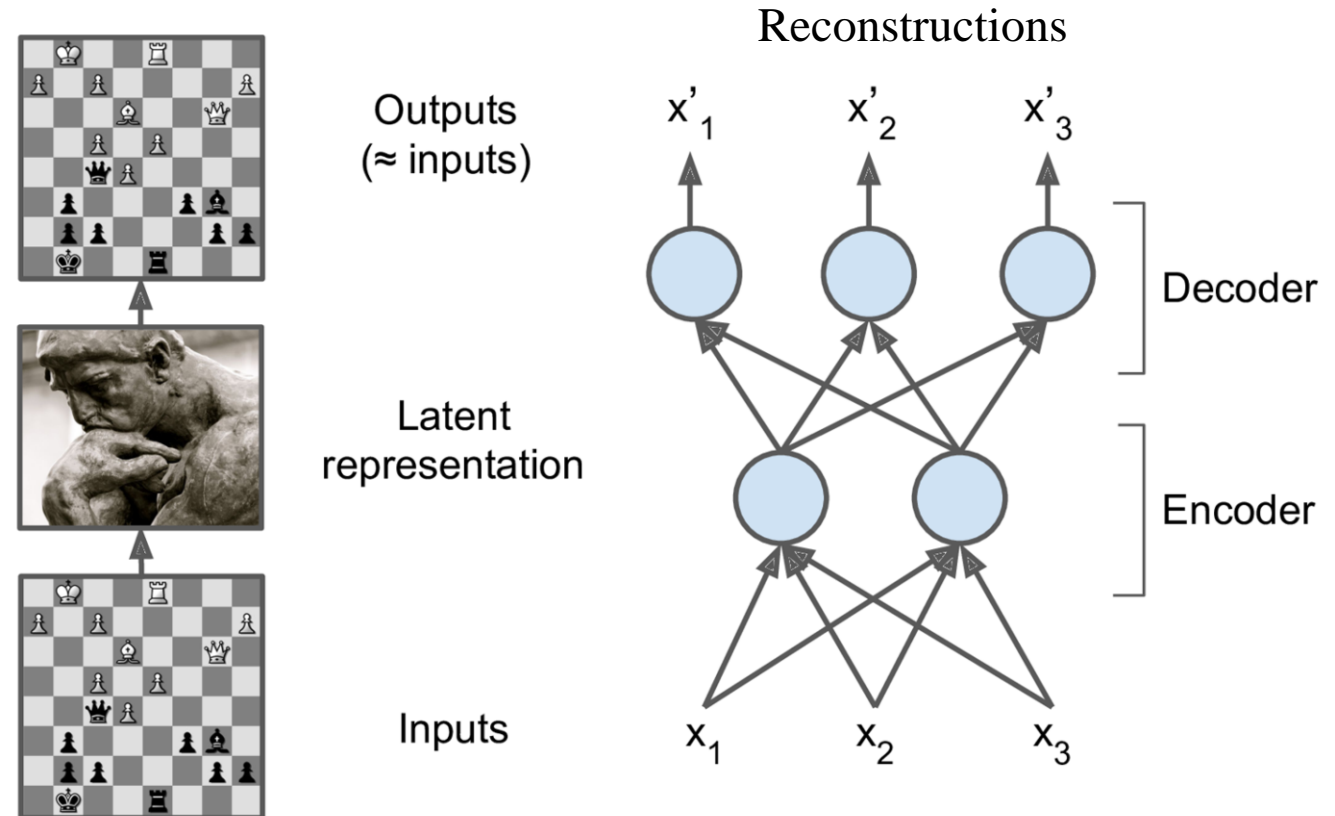 Reconstructions
Outputs
(≈ inputs)
x’1
x’2
x’3
Decoder
Latent
representation
Encoder
Inputs
x1
x2
x3